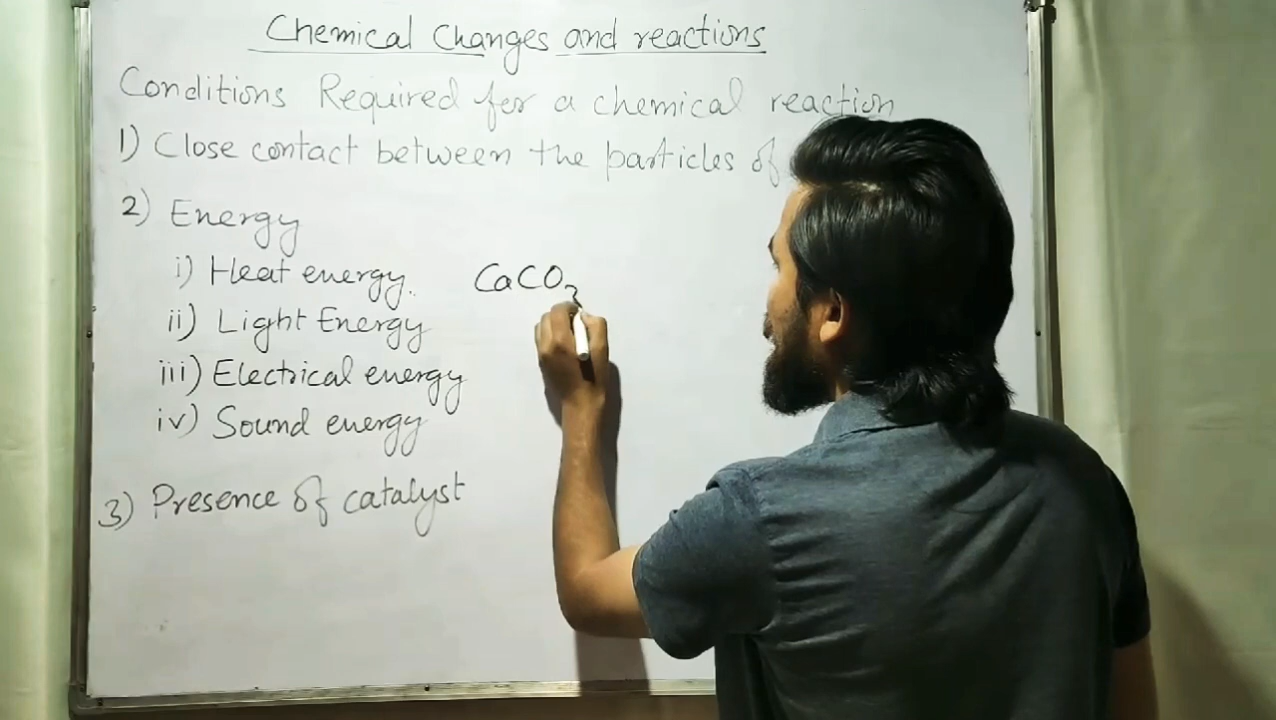 Chemical Changes and reactions
Conditions Required for a chemical reaction
1) Close contact between the particles of
2) Energy
i) Heat energy. CaCO3
ii) Light Energy
iii) Electrical energy
iv) Sound energy
3) Presence of catalyst